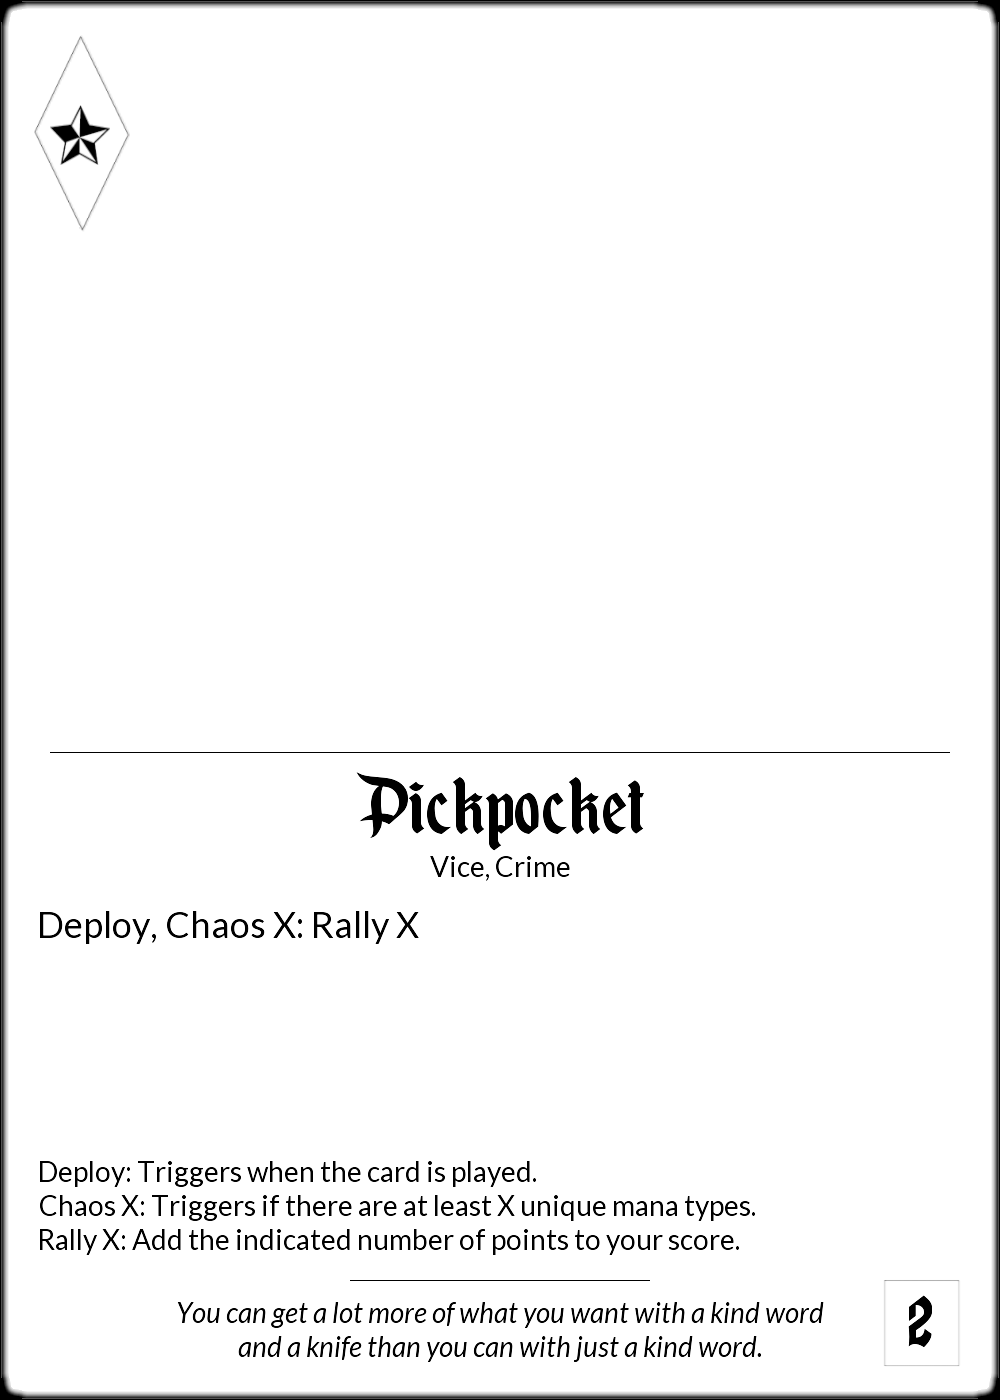 Pickpocket
Vice, Crime
Deploy, Chaos X: Rally X
Deploy: Triggers when the card is played.
Chaos X: Triggers if there are at least X unique mana types.
Rally X: Add the indicated number of points to your score.
You can get a lot more of what you want with a kind word
and a knife than you can with just a kind word.
2